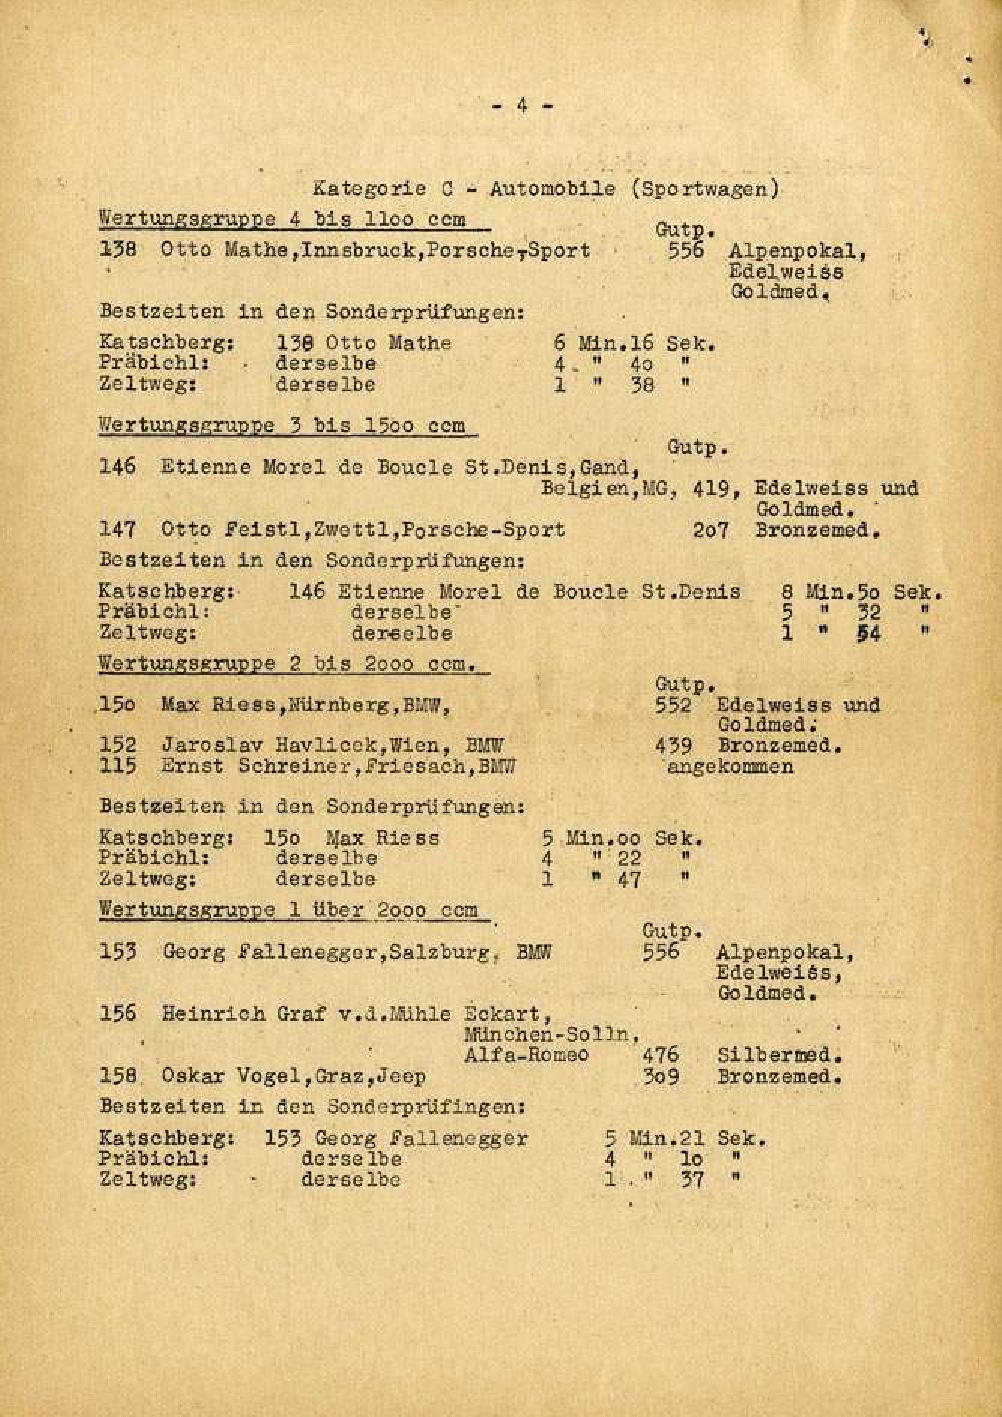 - 4 -
Kategorie C - Automobile (Sportwagen)
Wertungsgruppe 4 bis 11oo ccm
Gutp.
138 Otto Mathe,Innsbruck,Porsche-Sport 556 Alpenpokal,
Edelweiss
Goldmed.
Bestzeiten in den Sonderprüfungen:
Katschberg: 138 Otto Mathe 6 Min.16 Sek.
Präbichl: derselbe 4 " 4o "
Zeltweg: derselbe 1 " 38 "
Wertungsgruppe 3 bis 15oo ccm
Gutp.
146 Etienne Morel de Boucle St.Denis,Gand,
Belgien,MG, 419, Edelweiss und
Goldmed.
147 Otto Feistl,Zwettl,Porsche-Sport 2o7 Bronzemed.
Bestzeiten in den Sonderprüfungen:
Katschberg: 146 Etienne Morel de Boucle St.Denis 8 Min.5o Sek.
Präbichl: derselbe 5 " 32 "
Zeltweg: derselbe 1 " 54 "
Wertungsgruppe 2 bis 2ooo ccm.
Gutp.
15o Max Riess,Nürnberg,BMW, 552 Edelweiss und
Goldmed.
152 Jaroslav Havlicek,Wien, BMW 439 Bronzemed.
115 Ernst Schreiner,Friesach,BMW angekommen
Bestzeiten in den Sonderprüfungen:
Katschberg: 15o Max Riess 5 Min.oo Sek.
Präbichl: derselbe 4 " 22 "
Zeltweg: derselbe 1 " 47 "
Wertungsgruppe 1 über 2ooo ccm
Gutp.
153 Georg Fallenegger,Salzburg, BMW 556 Alpenpokal,
Edelweiss,
Goldmed.
156 Heinrich Graf v.d.Mühle Eckart,
München-Solln,
Alfa-Romeo 476 Silbermed.
158 Oskar Vogel,Graz,Jeep 3o9 Bronzemed.
Bestzeiten in den Sonderprüfingen:
Katschberg: 153 Georg Fallenegger 5 Min.21 Sek.
Präbichl: derselbe 4 " 1o "
Zeltweg: derselbe 1 " 37 "